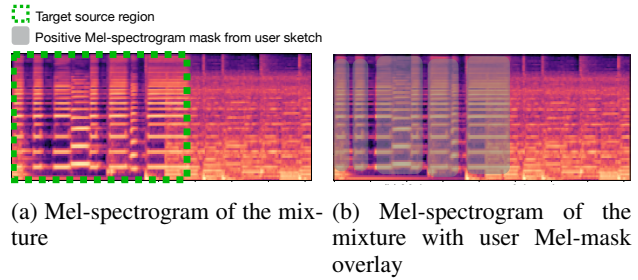 Target source region
Positive Mel-spectrogram mask from user sketch
(a) Mel-spectrogram of the mix-
ture
(b) Mel-spectrogram of the
mixture with user Mel-mask
overlay